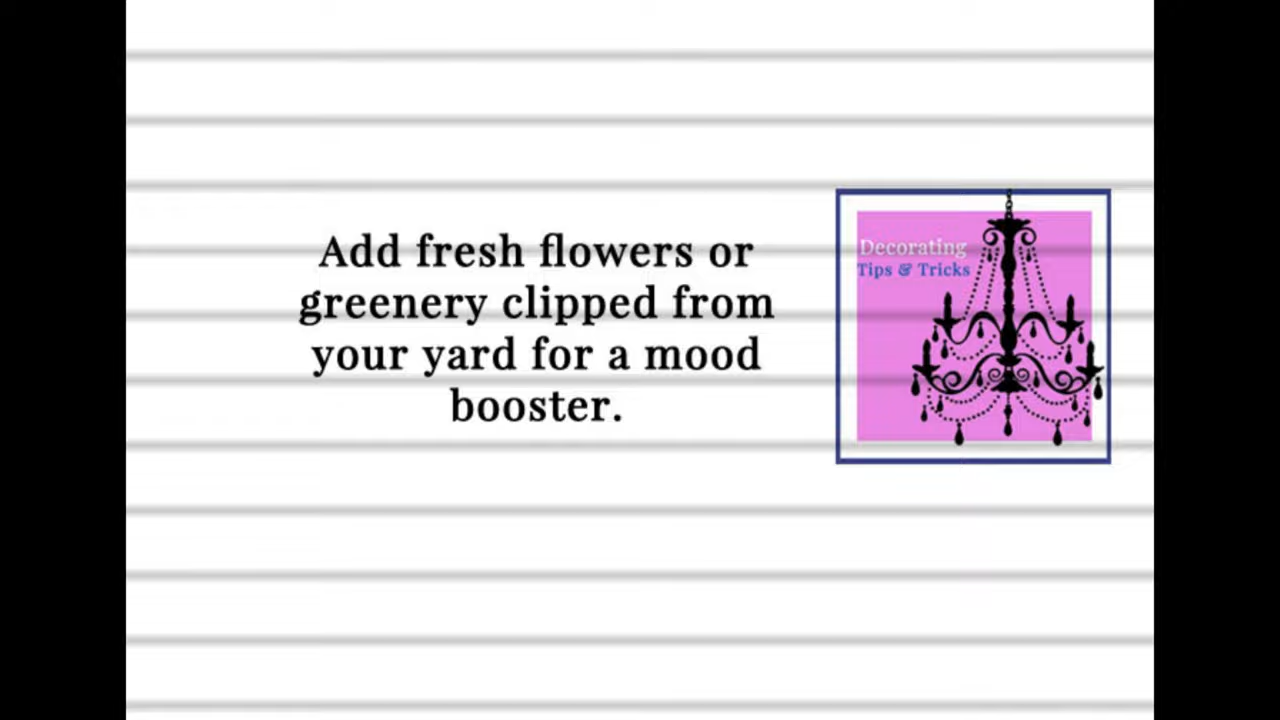 Add fresh flowers or
greenery clipped from
your yard for a mood
booster.
Decorating
Tips & Tricks